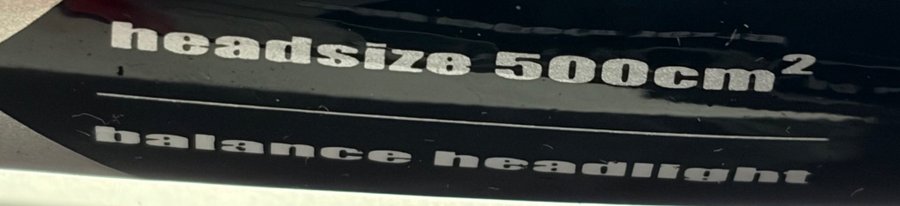 headsize 500cm²
balance headlight